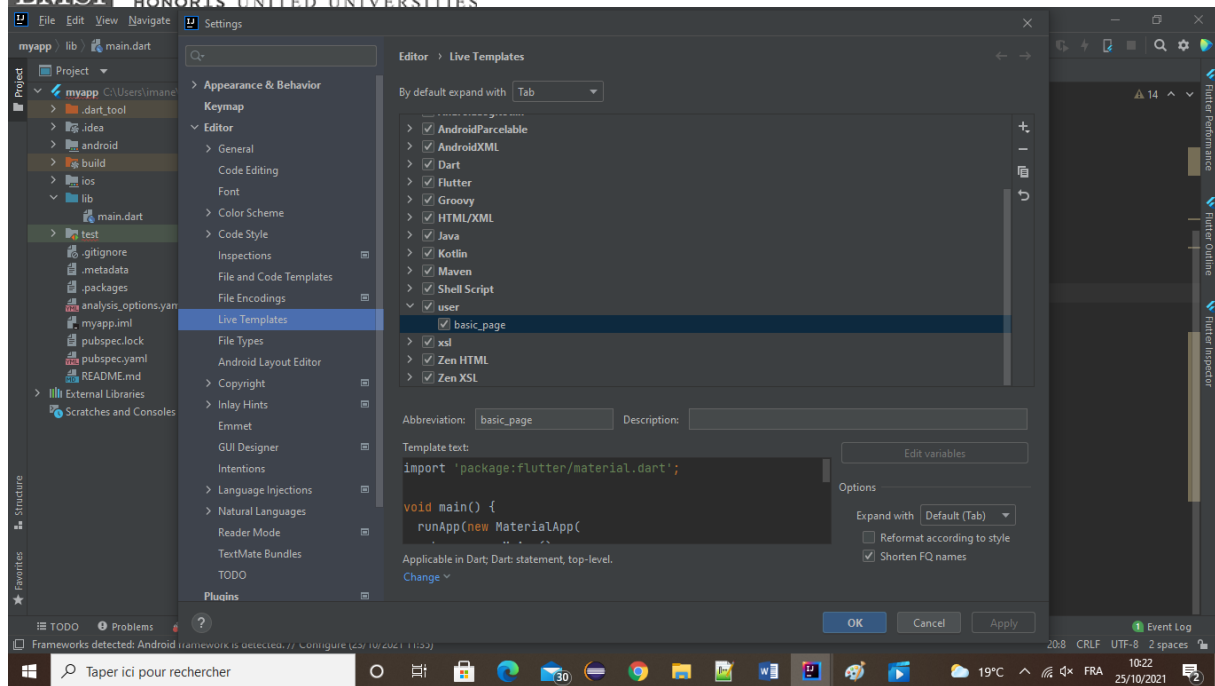 EMSI HONORIS UNITED UNIVERSITIES
File Edit View Navigate
Settings
myapp lib main.dart
Project
myapp C:\Users\imane
.dart_tool
.idea
android
build
ios
lib
main.dart
test
.gitignore
.metadata
.packages
analysis_options.yam
myapp.iml
pubspec.lock
pubspec.yaml
README.md
External Libraries
Scratches and Consoles
Project
Structure
Favorites
Appearance & Behavior
Keymap
Editor
General
Code Editing
Font
Color Scheme
Code Style
Inspections
File and Code Templates
File Encodings
Live Templates
File Types
Android Layout Editor
Copyright
Inlay Hints
Emmet
GUI Designer
Intentions
Language Injections
Natural Languages
Reader Mode
TextMate Bundles
TODO
Plugins
Editor › Live Templates
By default expand with Tab
AndroidParcelable
AndroidXML
Dart
Flutter
Groovy
HTML/XML
Java
Kotlin
Maven
Shell Script
user
basic_page
xsl
Zen HTML
Zen XSL
Abbreviation: basic_page Description:
Template text:
import 'package:flutter/material.dart';
void main() {
runApp(new MaterialApp(
Applicable in Dart; Dart: statement, top-level.
Change
Edit variables
Options
Expand with Default (Tab)
Reformat according to style
Shorten FQ names
?
OK Cancel Apply
14
Flutter Performance
Flutter Outline
Flutter Inspector
TODO Problems
1 Event Log
Frameworks detected: Android framework is detected. // Configure (25/10/2021 11:55)
20:8 CRLF UTF-8 2 spaces
Taper ici pour rechercher
30
19°C FRA
10:22
25/10/2021
2